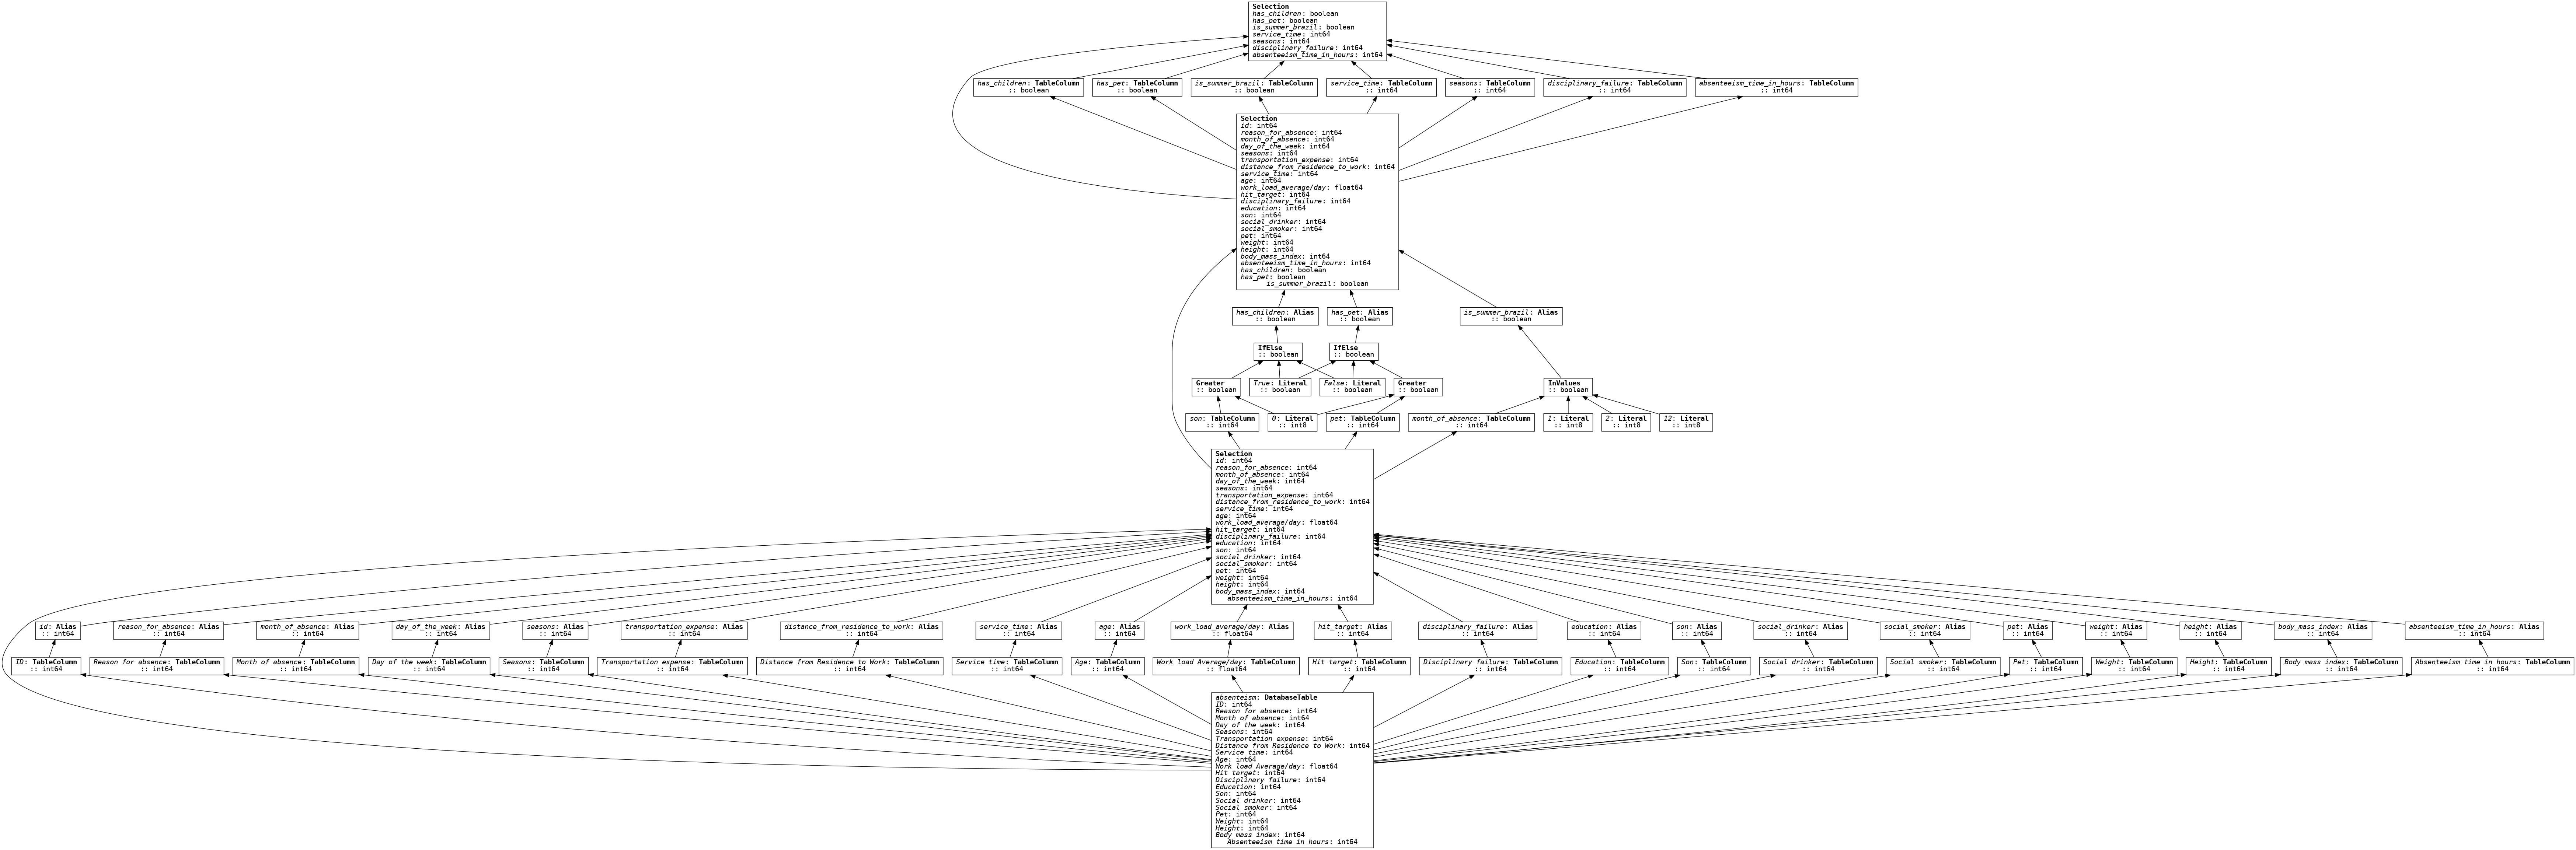 Selection
has_children: boolean
has_pet: boolean
is_summer_brazil: boolean
service_time: int64
seasons: int64
disciplinary_failure: int64
absenteeism_time_in_hours: int64
has_children: TableColumn
:: boolean
has_pet: TableColumn
:: boolean
is_summer_brazil: TableColumn
:: boolean
service_time: TableColumn
:: int64
seasons: TableColumn
:: int64
disciplinary_failure: TableColumn
:: int64
absenteeism_time_in_hours: TableColumn
:: int64
Selection
id: int64
reason_for_absence: int64
month_of_absence: int64
day_of_the_week: int64
seasons: int64
transportation_expense: int64
distance_from_residence_to_work: int64
service_time: int64
age: int64
work_load_average/day: float64
hit_target: int64
disciplinary_failure: int64
education: int64
son: int64
social_drinker: int64
social_smoker: int64
pet: int64
weight: int64
height: int64
body_mass_index: int64
absenteeism_time_in_hours: int64
has_children: boolean
has_pet: boolean
is_summer_brazil: boolean
has_children: Alias
:: boolean
has_pet: Alias
:: boolean
is_summer_brazil: Alias
:: boolean
IfElse
:: boolean
IfElse
:: boolean
Greater
:: boolean
True: Literal
:: boolean
False: Literal
:: boolean
Greater
:: boolean
InValues
:: boolean
son: TableColumn
:: int64
0: Literal
:: int8
pet: TableColumn
:: int64
month_of_absence: TableColumn
:: int64
1: Literal
:: int8
2: Literal
:: int8
12: Literal
:: int8
Selection
id: int64
reason_for_absence: int64
month_of_absence: int64
day_of_the_week: int64
seasons: int64
transportation_expense: int64
distance_from_residence_to_work: int64
service_time: int64
age: int64
work_load_average/day: float64
hit_target: int64
disciplinary_failure: int64
education: int64
son: int64
social_drinker: int64
social_smoker: int64
pet: int64
weight: int64
height: int64
body_mass_index: int64
absenteeism_time_in_hours: int64
id: Alias
:: int64
reason_for_absence: Alias
:: int64
month_of_absence: Alias
:: int64
day_of_the_week: Alias
:: int64
seasons: Alias
:: int64
transportation_expense: Alias
:: int64
distance_from_residence_to_work: Alias
:: int64
service_time: Alias
:: int64
age: Alias
:: int64
work_load_average/day: Alias
:: float64
hit_target: Alias
:: int64
disciplinary_failure: Alias
:: int64
education: Alias
:: int64
son: Alias
:: int64
social_drinker: Alias
:: int64
social_smoker: Alias
:: int64
pet: Alias
:: int64
weight: Alias
:: int64
height: Alias
:: int64
body_mass_index: Alias
:: int64
absenteeism_time_in_hours: Alias
:: int64
ID: TableColumn
:: int64
Reason for absence: TableColumn
:: int64
Month of absence: TableColumn
:: int64
Day of the week: TableColumn
:: int64
Seasons: TableColumn
:: int64
Transportation expense: TableColumn
:: int64
Distance from Residence to Work: TableColumn
:: int64
Service time: TableColumn
:: int64
Age: TableColumn
:: int64
Work load Average/day: TableColumn
:: float64
Hit target: TableColumn
:: int64
Disciplinary failure: TableColumn
:: int64
Education: TableColumn
:: int64
Son: TableColumn
:: int64
Social drinker: TableColumn
:: int64
Social smoker: TableColumn
:: int64
Pet: TableColumn
:: int64
Weight: TableColumn
:: int64
Height: TableColumn
:: int64
Body mass index: TableColumn
:: int64
Absenteeism time in hours: TableColumn
:: int64
absenteeism: DatabaseTable
ID: int64
Reason for absence: int64
Month of absence: int64
Day of the week: int64
Seasons: int64
Transportation expense: int64
Distance from Residence to Work: int64
Service time: int64
Age: int64
Work load Average/day: float64
Hit target: int64
Disciplinary failure: int64
Education: int64
Son: int64
Social drinker: int64
Social smoker: int64
Pet: int64
Weight: int64
Height: int64
Body mass index: int64
Absenteeism time in hours: int64